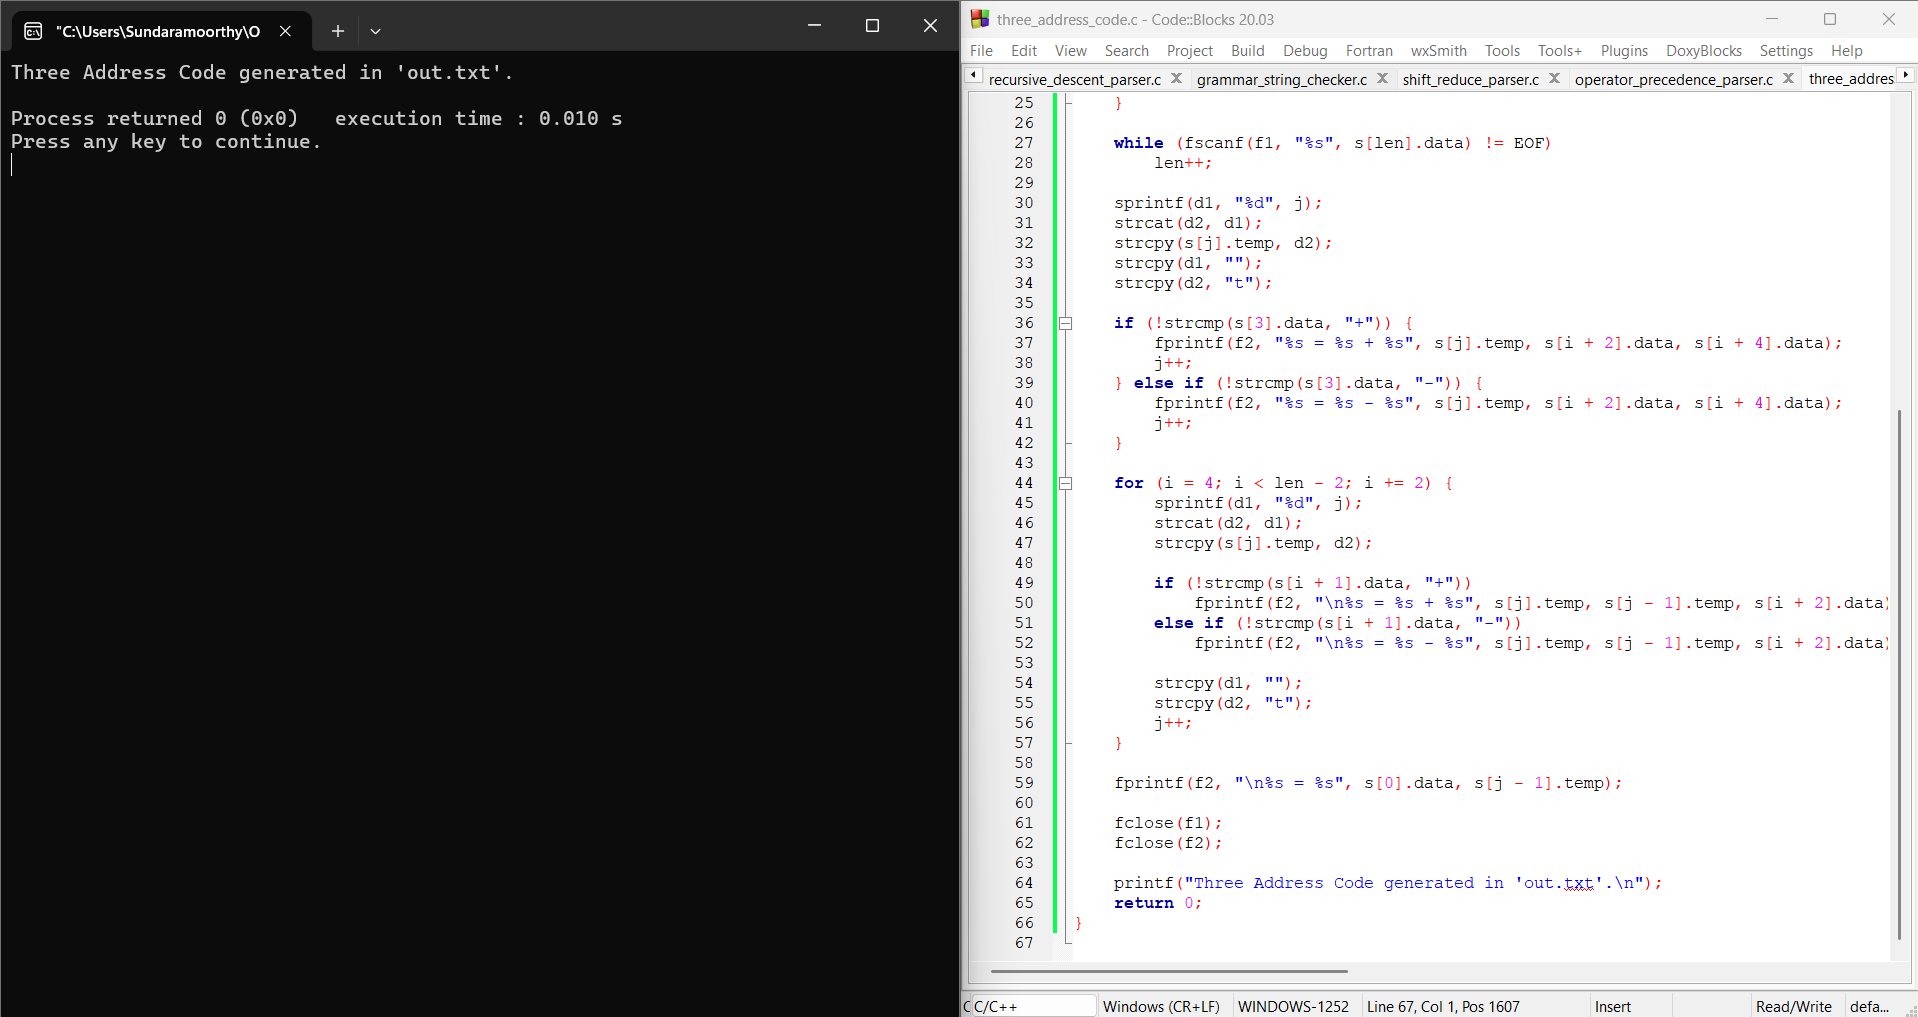 "C:\Users\Sundaramoorthy\O
Three Address Code generated in 'out.txt'.
Process returned 0 (0x0)   execution time : 0.010 s
Press any key to continue.
three_address_code.c - Code::Blocks 20.03
File Edit View Search Project Build Debug Fortran wxSmith Tools Tools+ Plugins DoxyBlocks Settings Help
recursive_descent_parser.c grammar_string_checker.c shift_reduce_parser.c operator_precedence_parser.c three_addres
25     }
26
27     while (fscanf(f1, "%s", s[len].data) != EOF)
28         len++;
29
30     sprintf(d1, "%d", j);
31     strcat(d2, d1);
32     strcpy(s[j].temp, d2);
33     strcpy(d1, "");
34     strcpy(d2, "t");
35
36     if (!strcmp(s[3].data, "+")) {
37         fprintf(f2, "%s = %s + %s", s[j].temp, s[i + 2].data, s[i + 4].data);
38         j++;
39     } else if (!strcmp(s[3].data, "-")) {
40         fprintf(f2, "%s = %s - %s", s[j].temp, s[i + 2].data, s[i + 4].data);
41         j++;
42     }
43
44     for (i = 4; i < len - 2; i += 2) {
45         sprintf(d1, "%d", j);
46         strcat(d2, d1);
47         strcpy(s[j].temp, d2);
48
49         if (!strcmp(s[i + 1].data, "+"))
50             fprintf(f2, "\n%s = %s + %s", s[j].temp, s[j - 1].temp, s[i + 2].data)
51         else if (!strcmp(s[i + 1].data, "-"))
52             fprintf(f2, "\n%s = %s - %s", s[j].temp, s[j - 1].temp, s[i + 2].data)
53
54         strcpy(d1, "");
55         strcpy(d2, "t");
56         j++;
57     }
58
59     fprintf(f2, "\n%s = %s", s[0].data, s[j - 1].temp);
60
61     fclose(f1);
62     fclose(f2);
63
64     printf("Three Address Code generated in 'out.txt'.\n");
65     return 0;
66 }
67
C C/C++ Windows (CR+LF) WINDOWS-1252 Line 67, Col 1, Pos 1607 Insert Read/Write defa...